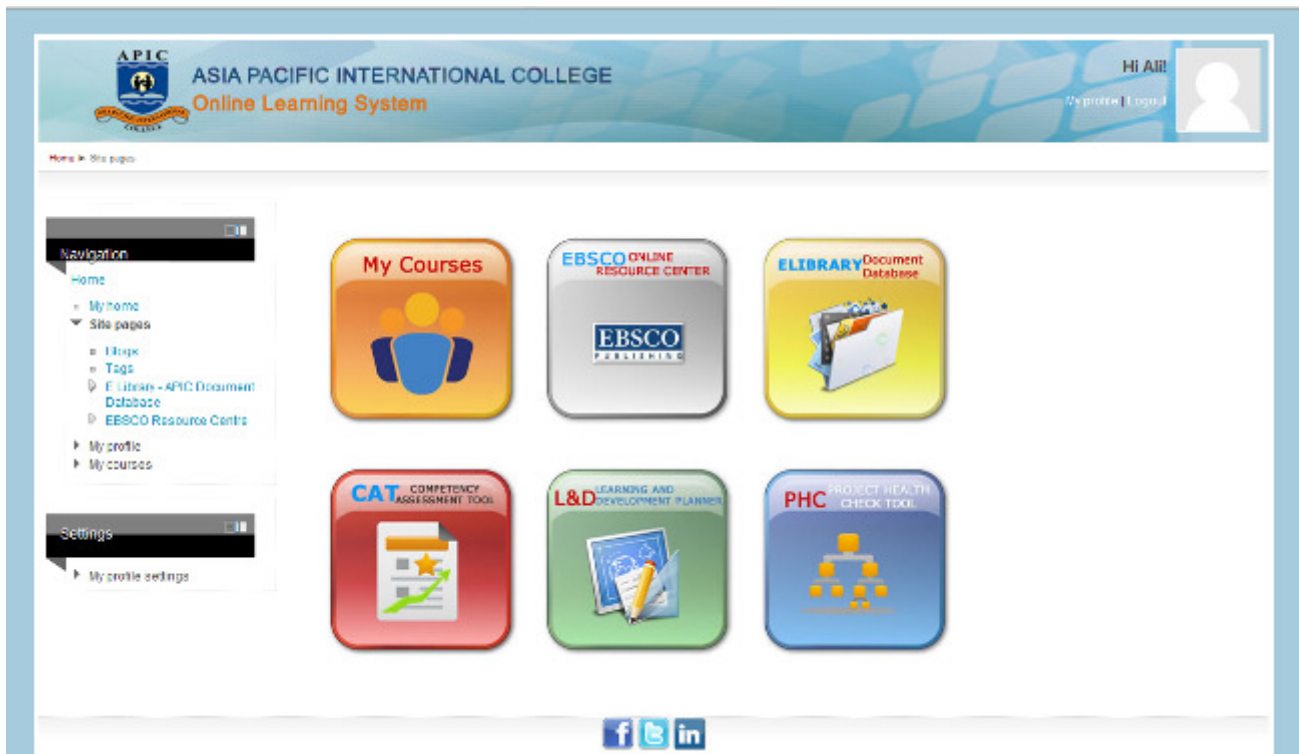 APIC
ASIA PACIFIC INTERNATIONAL COLLEGE
Online Learning System
Hi Ali!
My profile | Logout
Home ► Site pages
Navigation
Home
My home
Site pages
Blogs
Tags
E Library - APIC Document
Database
EBSCO Resource Centre
My profile
My courses
Settings
My profile settings
My Courses
EBSCO ONLINE
RESOURCE CENTER
EBSCO
PUBLISHING
ELIBRARY Document
Database
CAT COMPETENCY
ASSESSMENT TOOL
L&D LEARNING AND
DEVELOPMENT PLANNER
PHC PROJECT HEALTH
CHECK TOOL
f
in